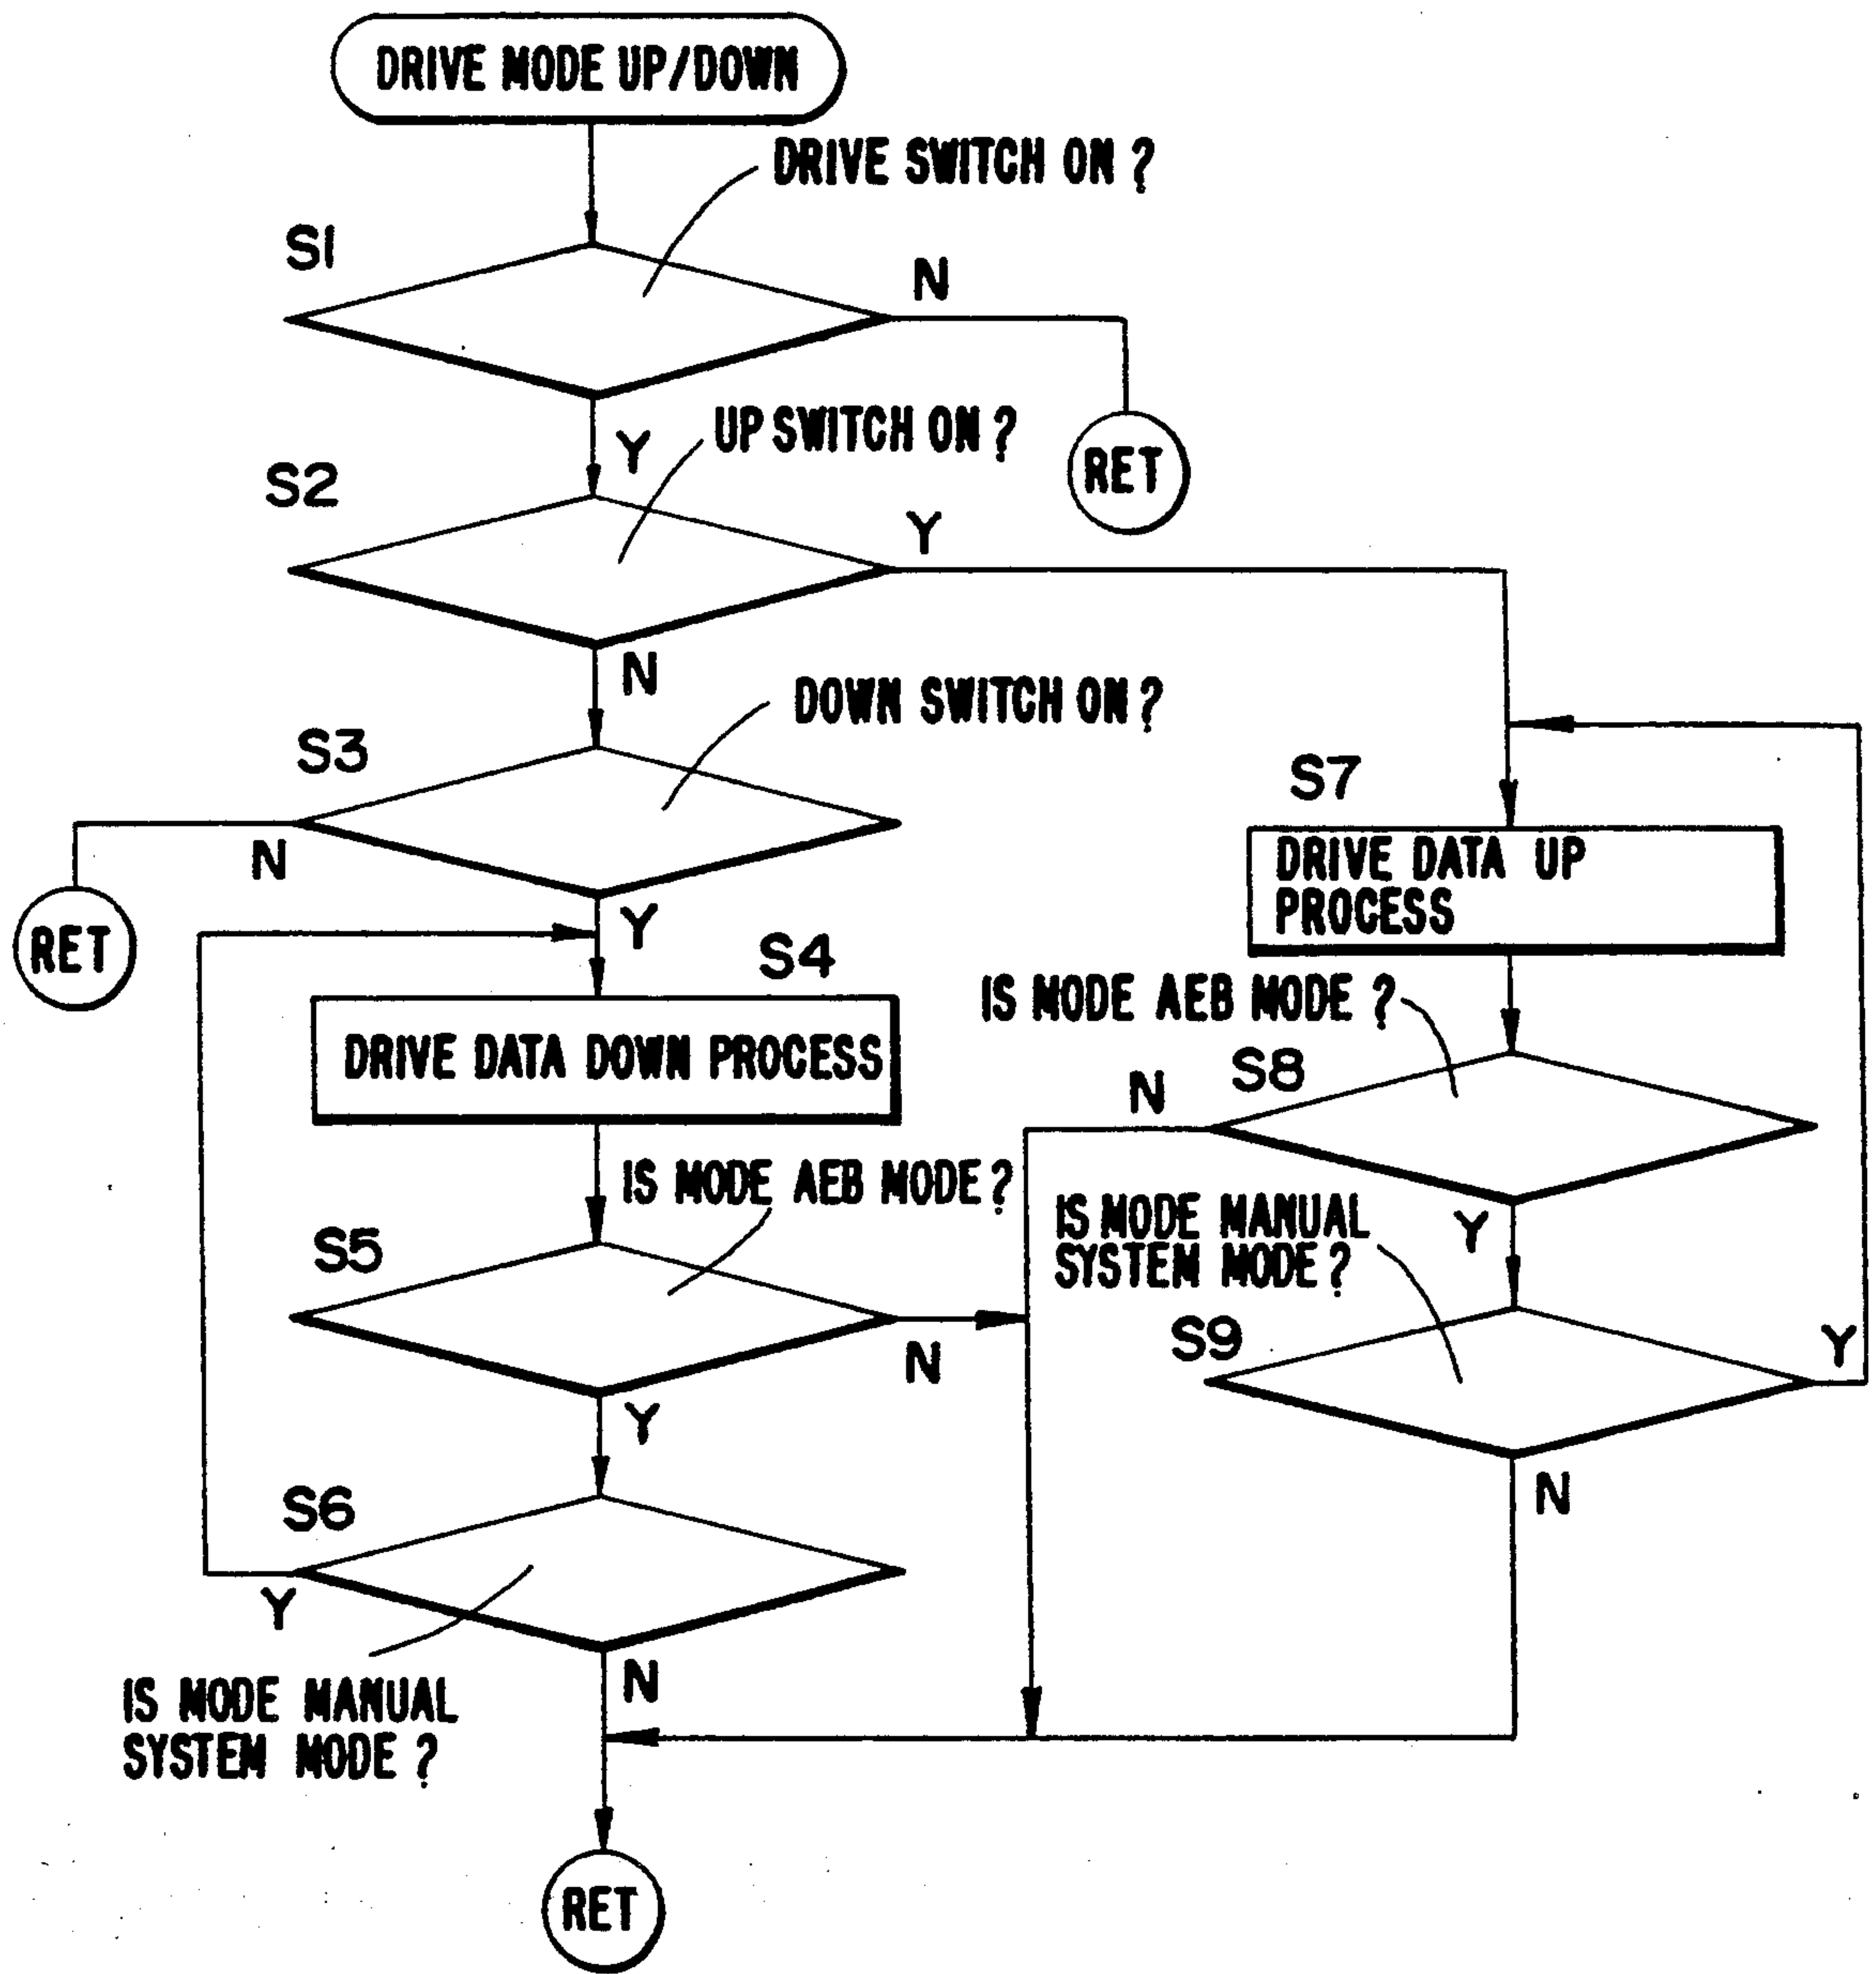 DRIVE MODE UP/DOWN
DRIVE SWITCH ON ?
S1
N
UP SWITCH ON ?
Y
RET
S2
Y
N
DOWN SWITCH ON ?
S3
S7
N
DRIVE DATA UP
PROCESS
RET
Y
S4
IS MODE AEB MODE ?
DRIVE DATA DOWN PROCESS
S8
N
IS MODE AEB MODE ?
IS MODE MANUAL
SYSTEM MODE ?
Y
S5
S9
Y
N
Y
S6
N
Y
IS MODE MANUAL
SYSTEM MODE ?
N
RET